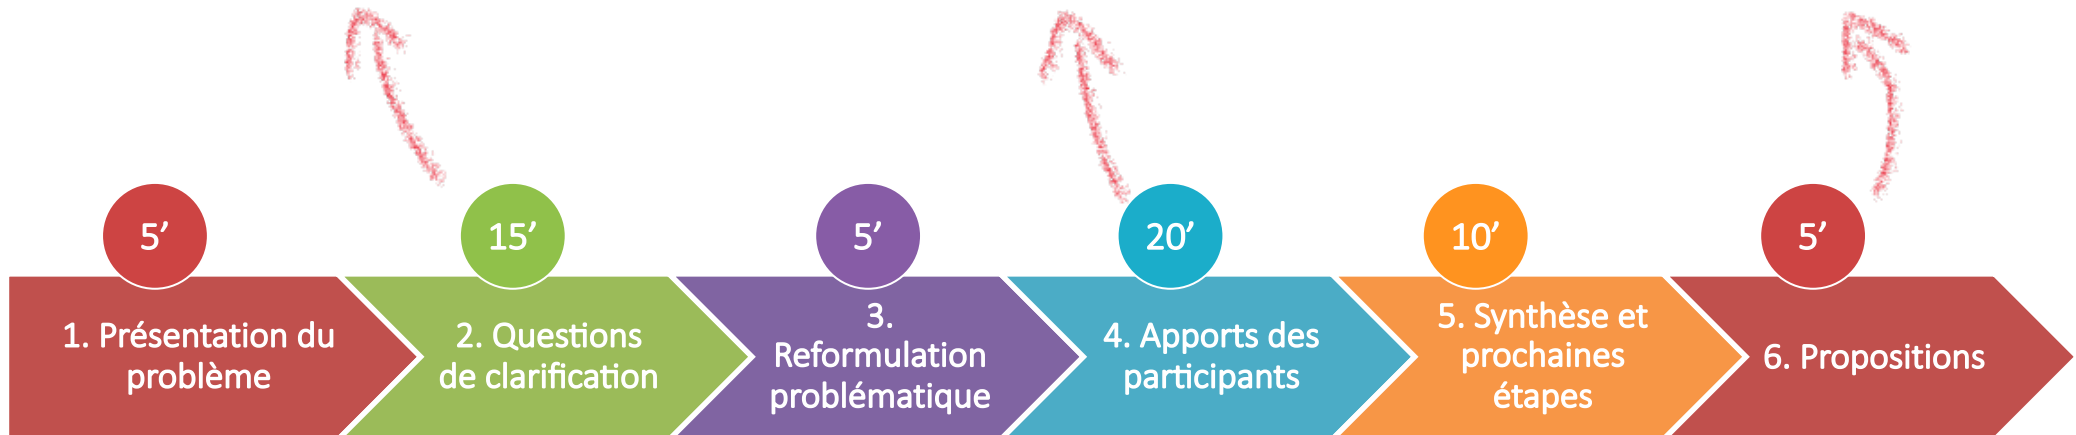 5’
15’
5’
20’
10’
5’
1. Présentation du
problème
2. Questions
de clarification
3.
Reformulation
problématique
4. Apports des
participants
5. Synthèse et
prochaines
étapes
6. Propositions